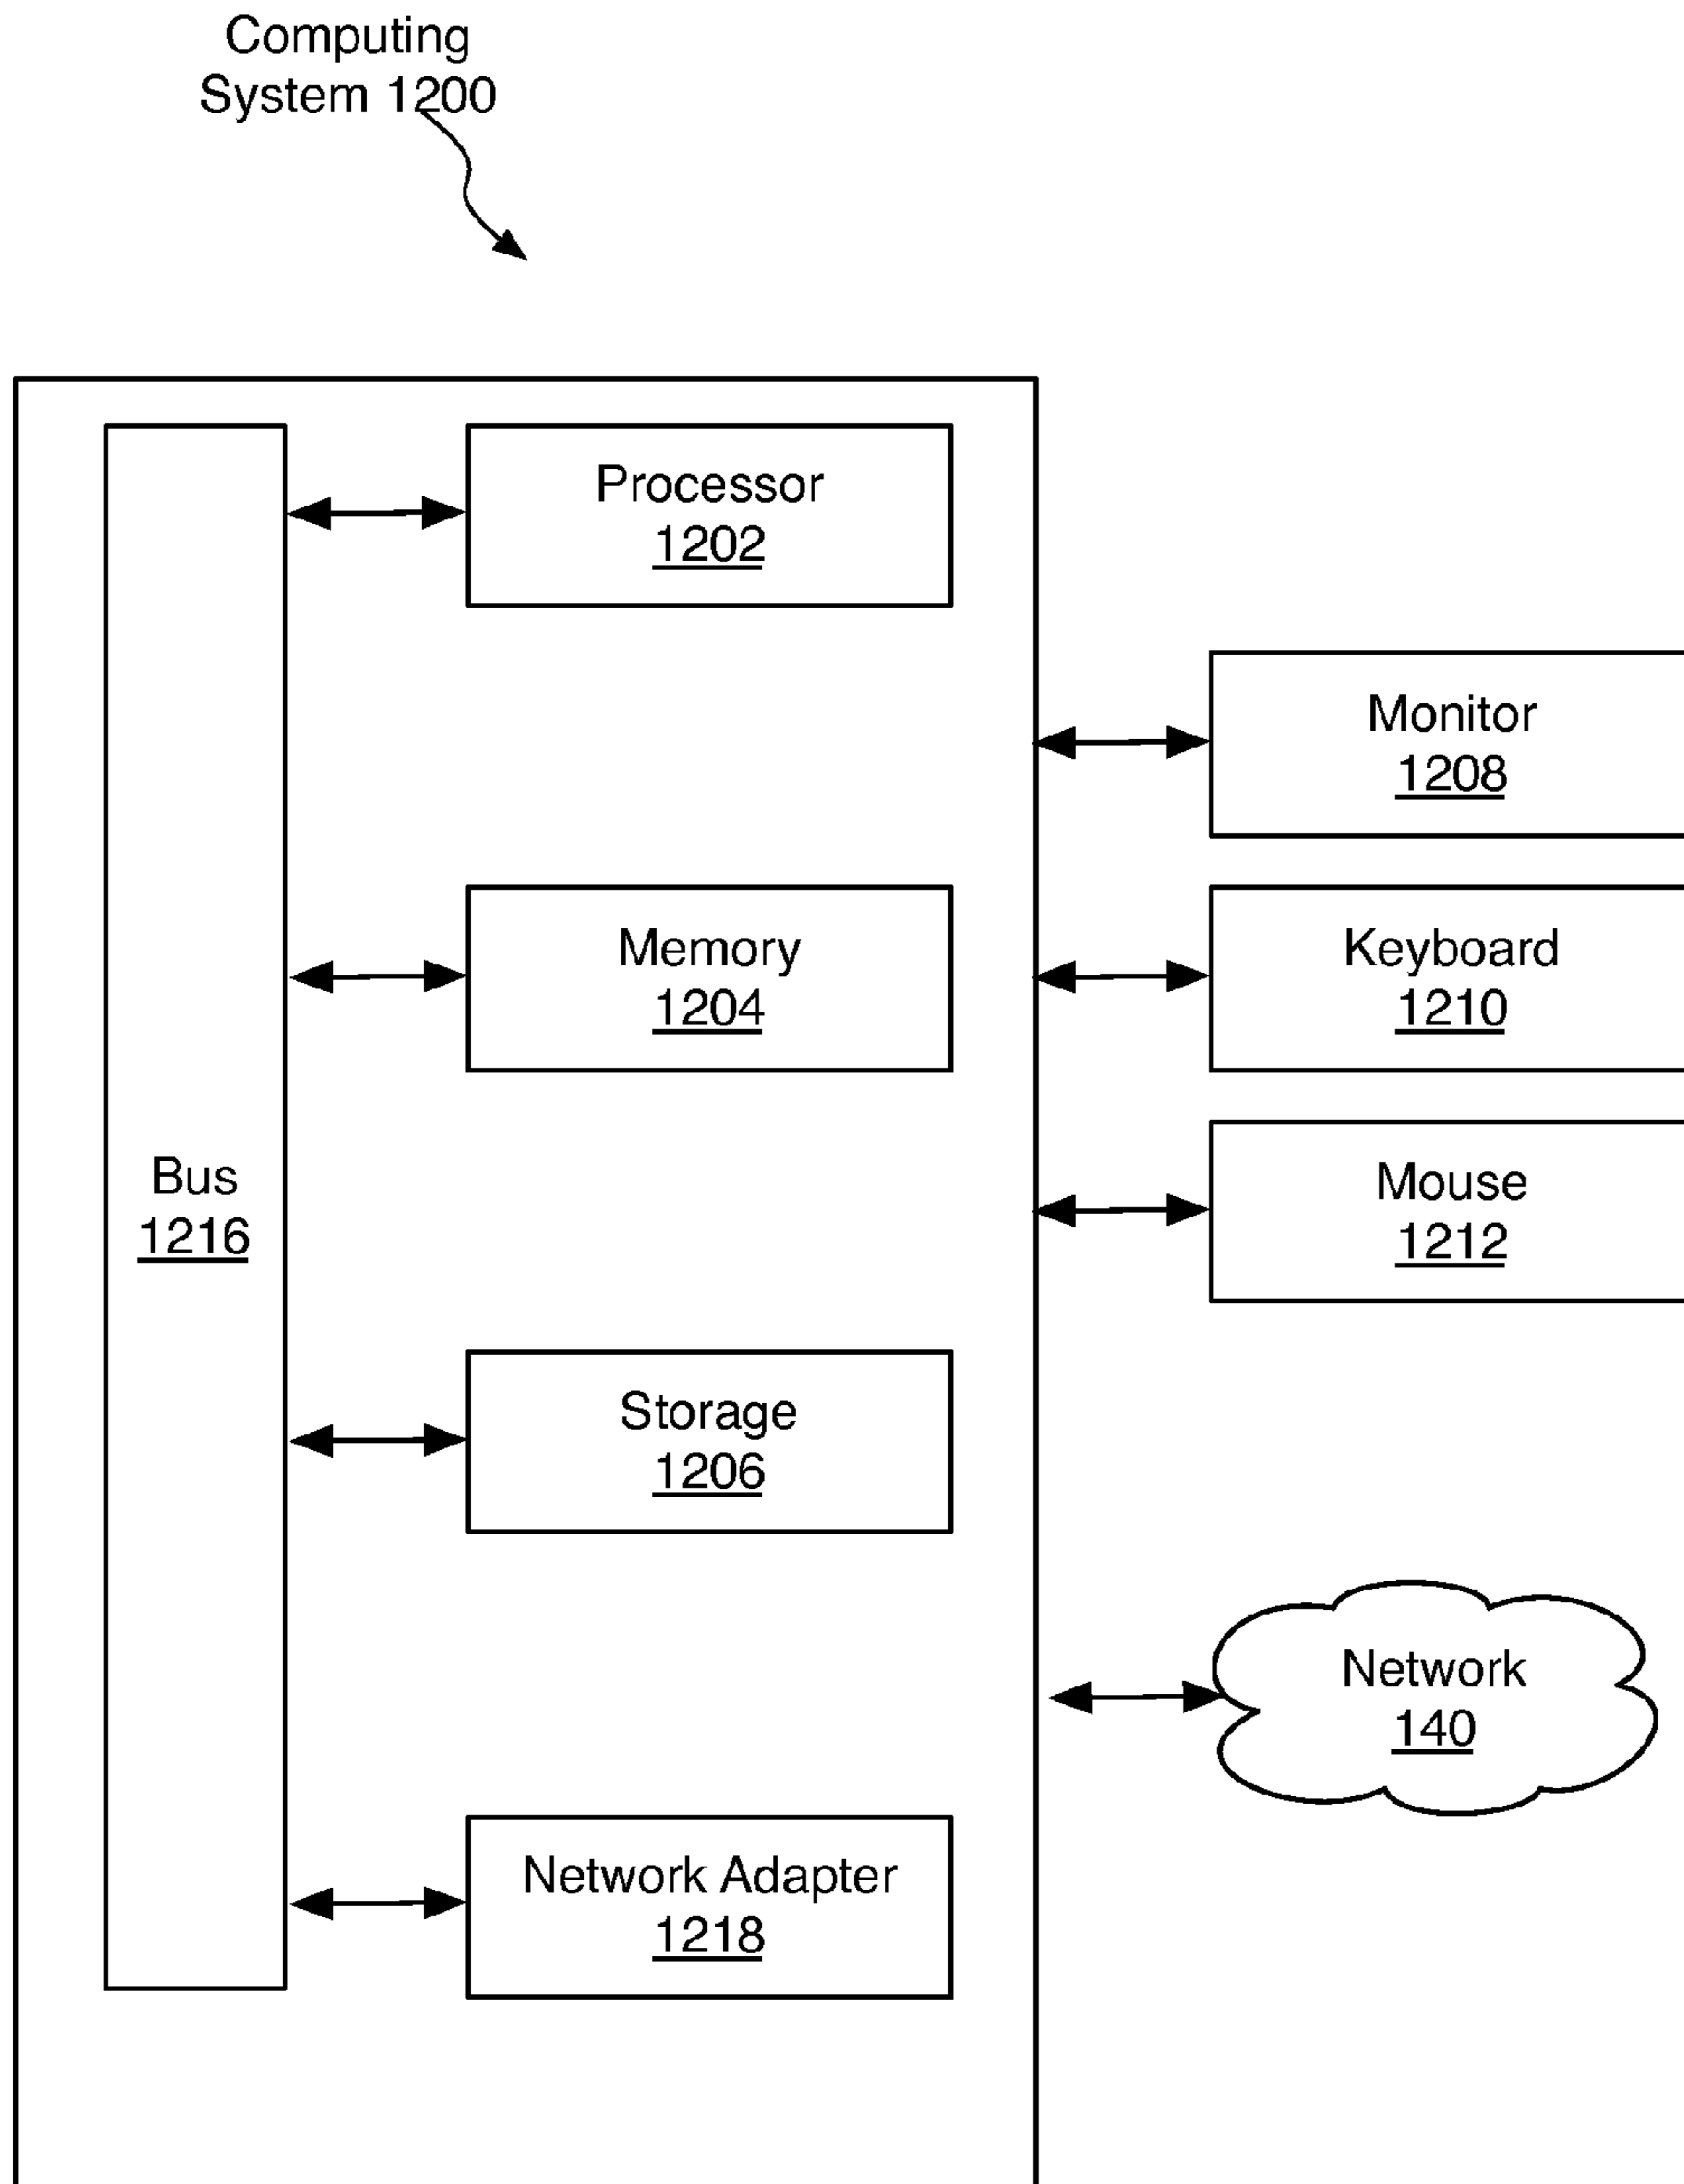 Computing
System 1200
Processor
1202
Monitor
1208
Memory
1204
Keyboard
1210
Bus
1216
Mouse
1212
Storage
1206
Network
140
Network Adapter
1218